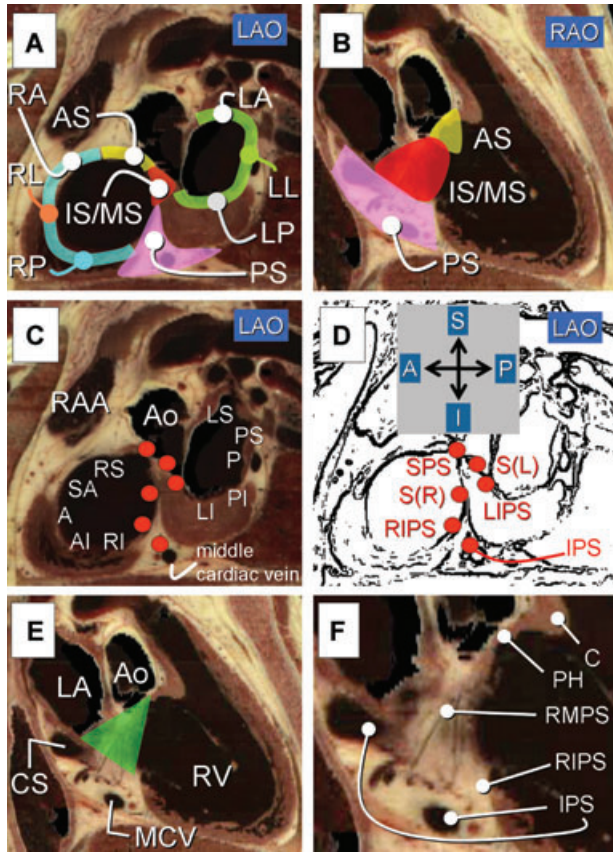 A
LAO
RA
AS
LA
RL
IS/MS
LL
RP
LP
PS
B
RAO
AS
IS/MS
PS
C
LAO
RAA
Ao
LS
PS
RS
P
SA
A
PI
LI
AI
RI
middle
cardiac vein
D
LAO
S
A
P
I
SPS
S(L)
S(R)
LIPS
RIPS
IPS
E
LA
Ao
CS
RV
MCV
F
C
PH
RMPS
RIPS
IPS